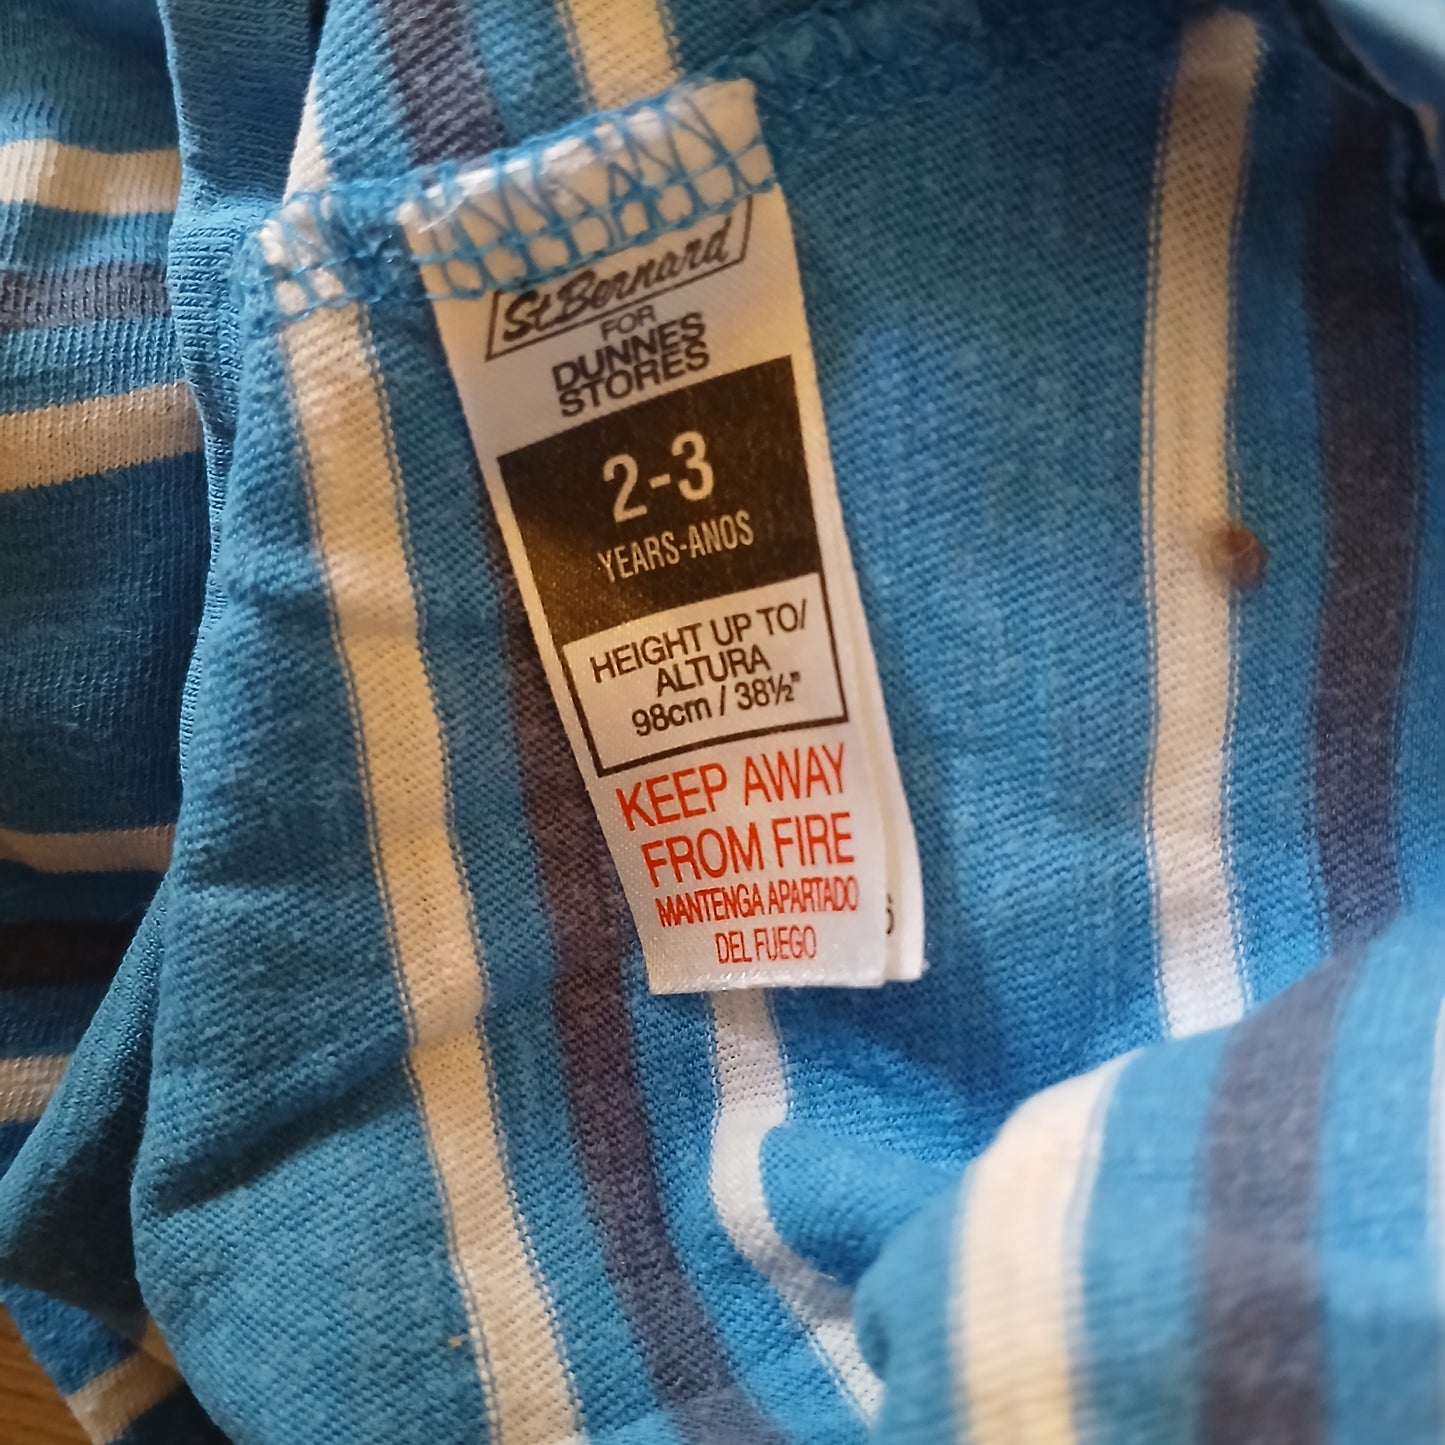 St.Bernard
FOR
DUNNES
STORES
2-3
YEARS-ANOS
HEIGHT UP TO/
ALTURA
98cm / 38½"
KEEP AWAY
FROM FIRE
MANTENGA APARTADO
DEL FUEGO